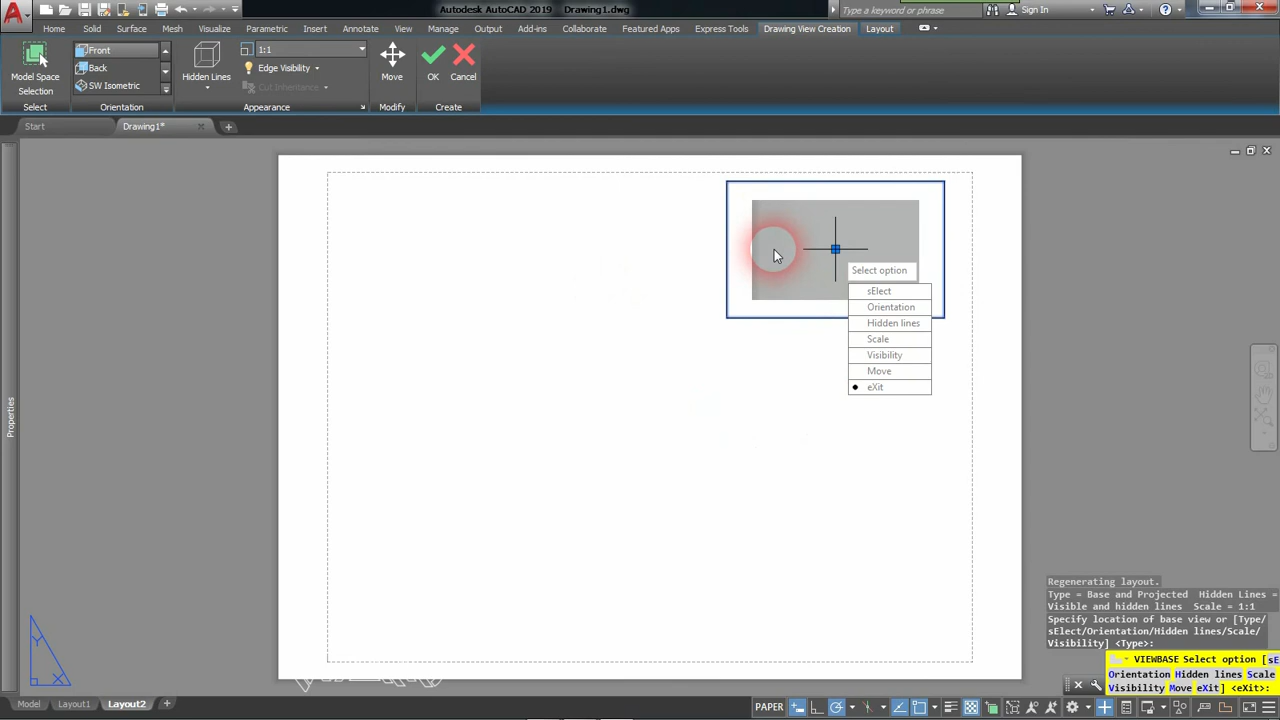 Autodesk AutoCAD 2019 Drawing1.dwg
Type a keyword or phrase
Sign In
Home Solid Surface Mesh Visualize Parametric Insert Annotate View Manage Output Add-ins Collaborate Featured Apps Express Tools Drawing View Creation Layout
Model Space
Selection
Select
Front
Back
SW Isometric
Orientation
Hidden Lines
1:1
Edge Visibility
Cut Inheritance
Appearance
Move
Modify
OK Cancel
Create
Start Drawing1*
Select option
sElect
Orientation
Hidden lines
Scale
Visibility
Move
eXit
Properties
Y
X
Regenerating layout.
Type = Base and Projected Hidden Lines =
Visible and hidden lines Scale = 1:1
Specify location of base view or [Type/
sElect/Orientation/Hidden lines/Scale/
Visibility] <Type>:
VIEWBASE Select option [sE
Orientation Hidden lines Scale
Visibility Move eXit] <eXit>:
Model Layout1 Layout2 +
PAPER